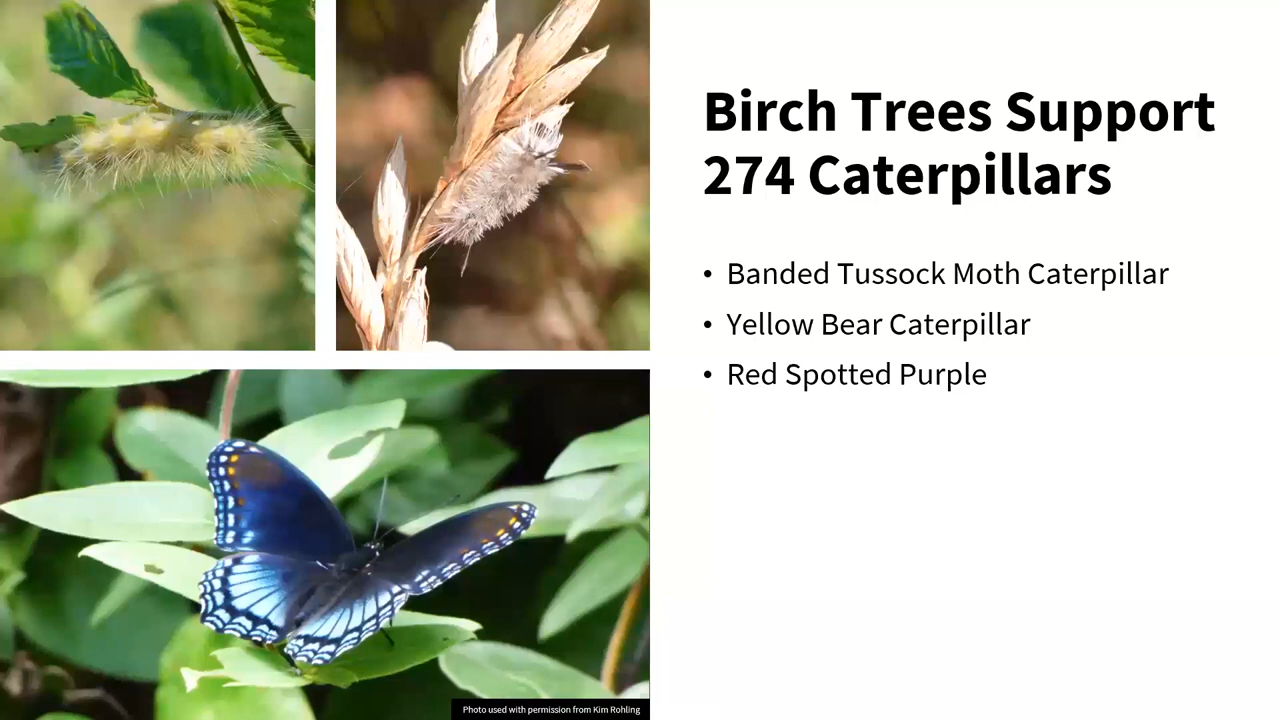 Birch Trees Support
274 Caterpillars
• Banded Tussock Moth Caterpillar
• Yellow Bear Caterpillar
• Red Spotted Purple
Photo used with permission from Kim Rohling